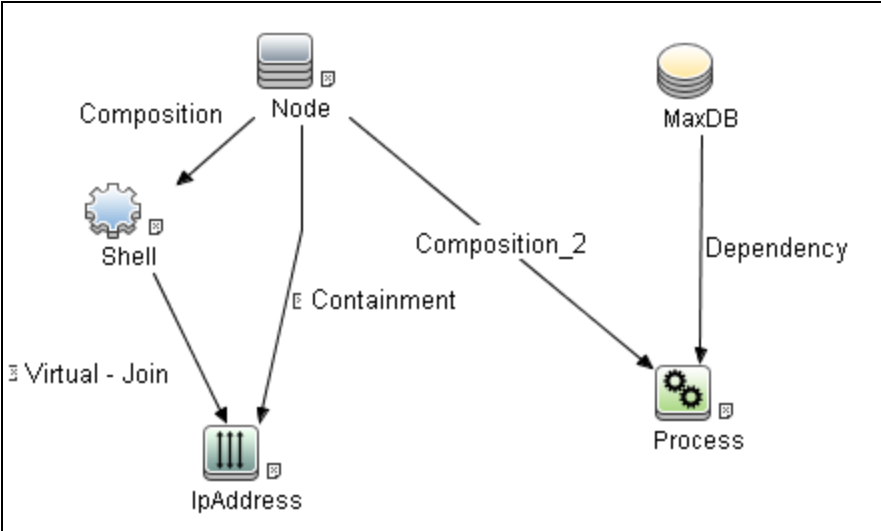 Node
MaxDB
Composition
Shell
Composition_2
Dependency
Containment
Virtual - Join
Process
IpAddress